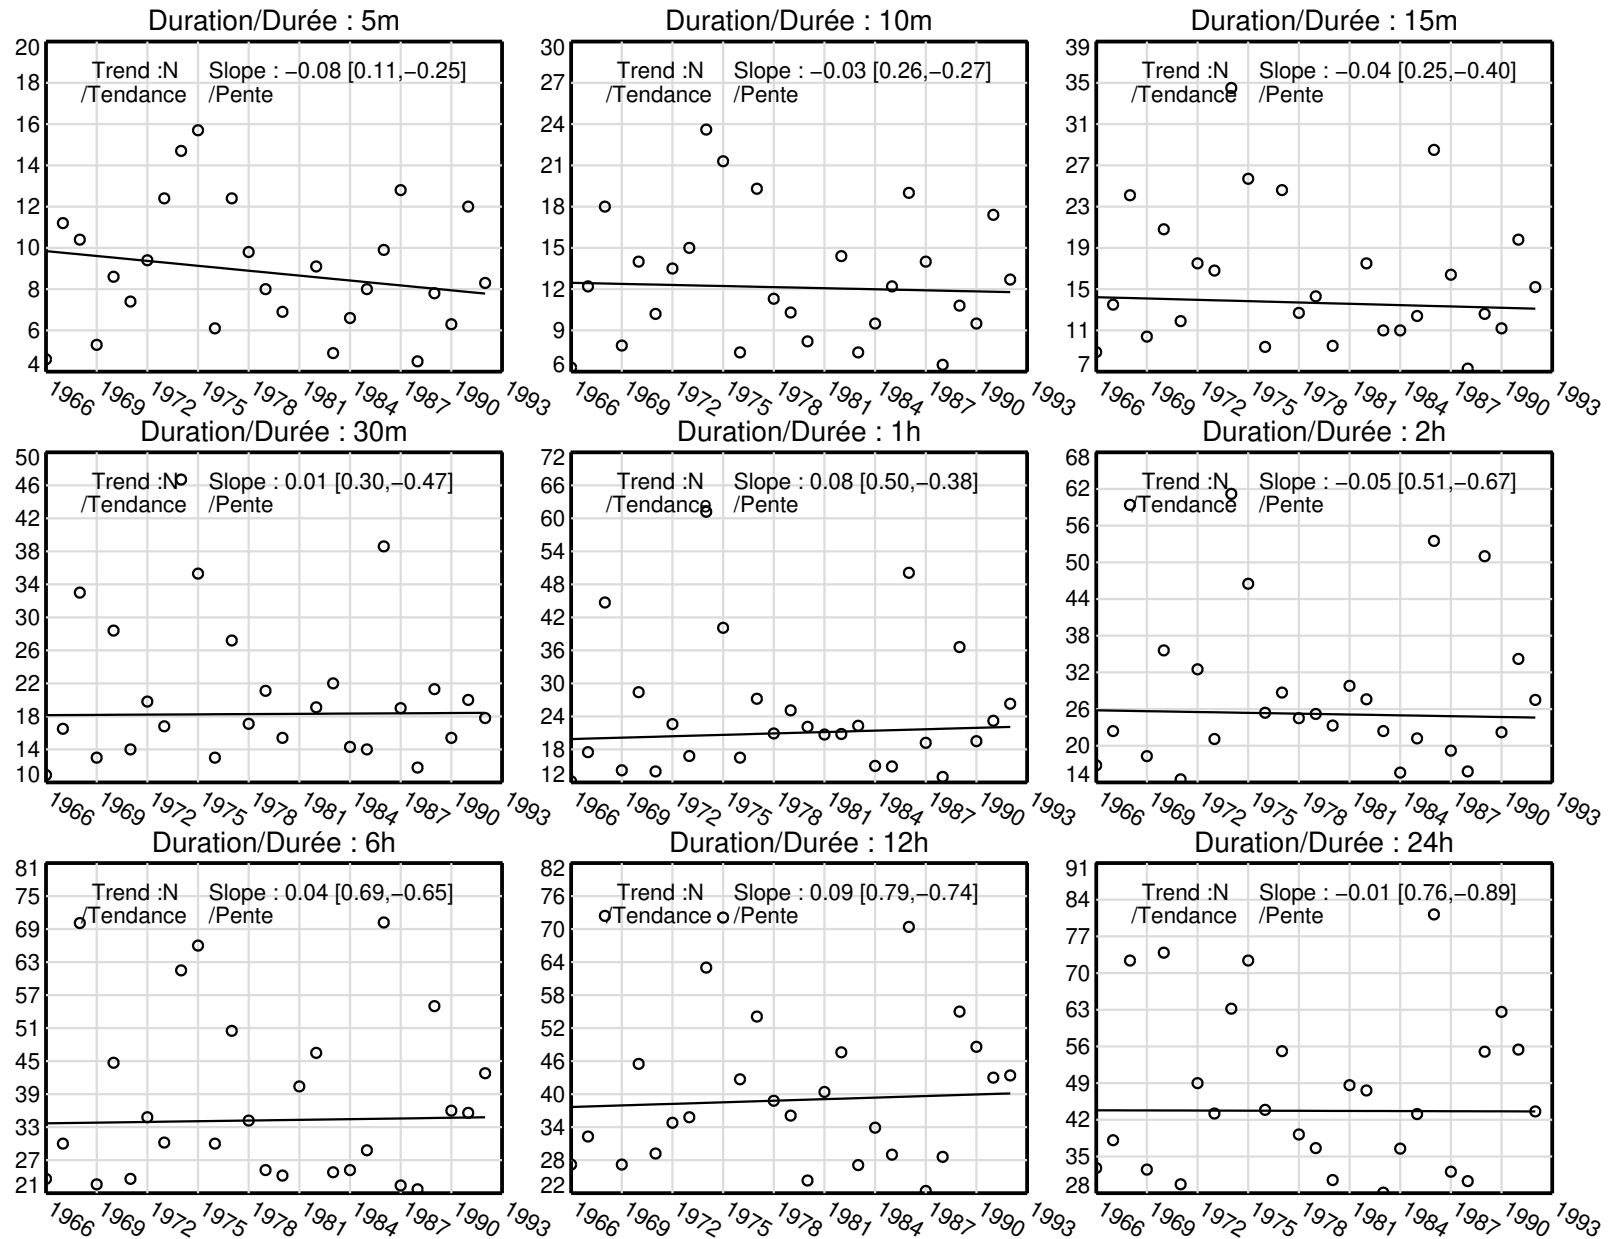 Duration/Durée : 5m
20
18
16
14
12
10
8
6
4
Trend :N Slope : −0.08 [0.11,−0.25]
/Tendance /Pente
1966 1969 1972 1975 1978 1981 1984 1987 1990 1993
Duration/Durée : 10m
30
27
24
21
18
15
12
9
6
Trend :N Slope : −0.03 [0.26,−0.27]
/Tendance /Pente
1966 1969 1972 1975 1978 1981 1984 1987 1990 1993
Duration/Durée : 15m
39
35
31
27
23
19
15
11
7
Trend :N Slope : −0.04 [0.25,−0.40]
/Tendance /Pente
1966 1969 1972 1975 1978 1981 1984 1987 1990 1993
Duration/Durée : 30m
50
46
42
38
34
30
26
22
18
14
10
Trend :N Slope : 0.01 [0.30,−0.47]
/Tendance /Pente
1966 1969 1972 1975 1978 1981 1984 1987 1990 1993
Duration/Durée : 1h
72
66
60
54
48
42
36
30
24
18
12
Trend :N Slope : 0.08 [0.50,−0.38]
/Tendance /Pente
1966 1969 1972 1975 1978 1981 1984 1987 1990 1993
Duration/Durée : 2h
68
62
56
50
44
38
32
26
20
14
Trend :N Slope : −0.05 [0.51,−0.67]
/Tendance /Pente
1966 1969 1972 1975 1978 1981 1984 1987 1990 1993
Duration/Durée : 6h
81
75
69
63
57
51
45
39
33
27
21
Trend :N Slope : 0.04 [0.69,−0.65]
/Tendance /Pente
1966 1969 1972 1975 1978 1981 1984 1987 1990 1993
Duration/Durée : 12h
82
76
70
64
58
52
46
40
34
28
22
Trend :N Slope : 0.09 [0.79,−0.74]
/Tendance /Pente
1966 1969 1972 1975 1978 1981 1984 1987 1990 1993
Duration/Durée : 24h
91
84
77
70
63
56
49
42
35
28
Trend :N Slope : −0.01 [0.76,−0.89]
/Tendance /Pente
1966 1969 1972 1975 1978 1981 1984 1987 1990 1993